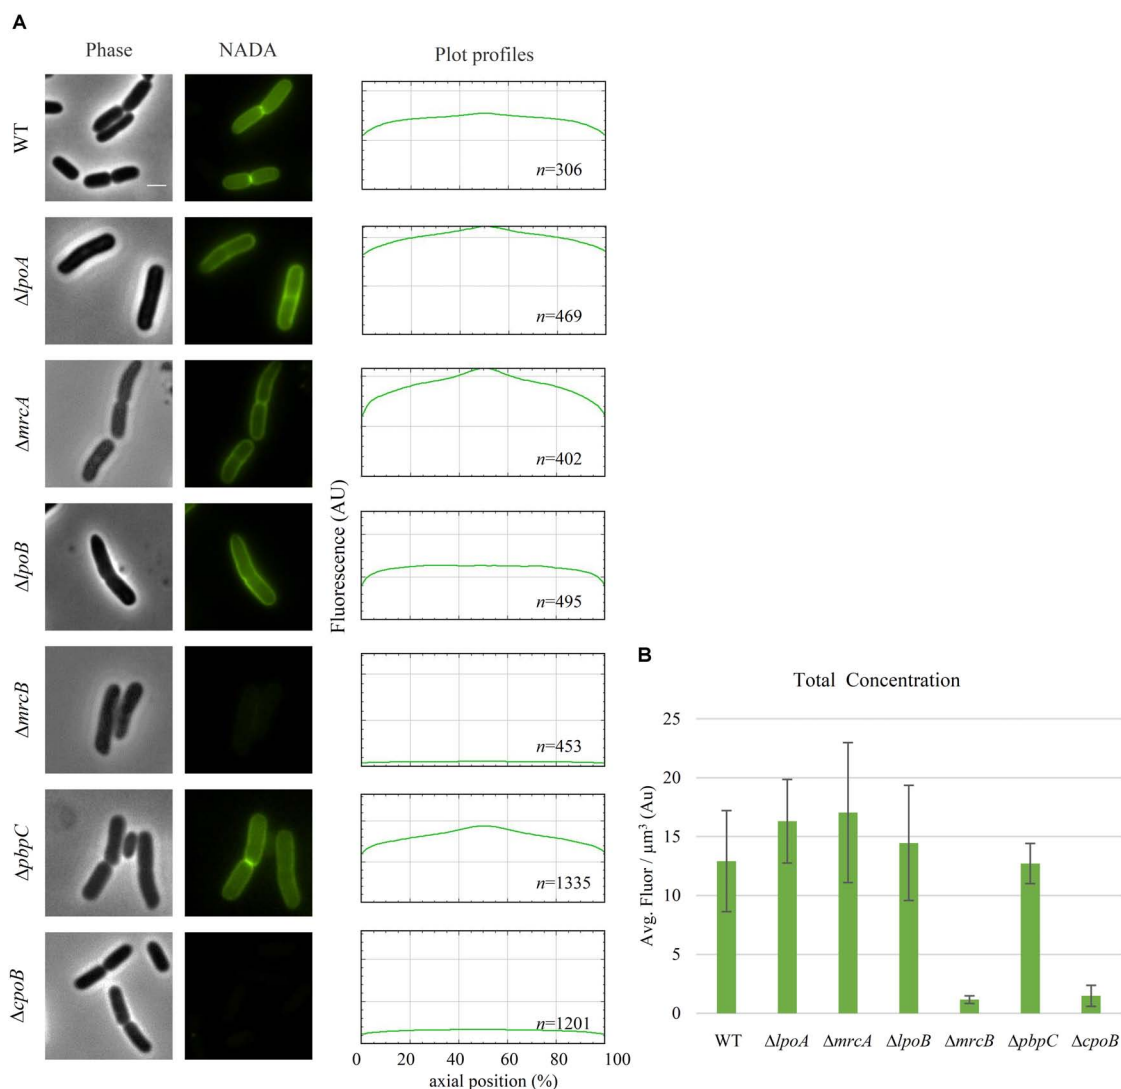 A
Phase NADA Plot profiles
WT
n=306
ΔlpoA
n=469
ΔmrcA
n=402
ΔlpoB
n=495
ΔmrcB
n=453
ΔpbpC
n=1335
ΔcpoB
n=1201
Fluorescence (AU)
0 20 40 60 80 100
axial position (%)
B
Total Concentration
Avg. Fluor / µm³ (Au)
25
20
15
10
5
0
WT ΔlpoA ΔmrcA ΔlpoB ΔmrcB ΔpbpC ΔcpoB